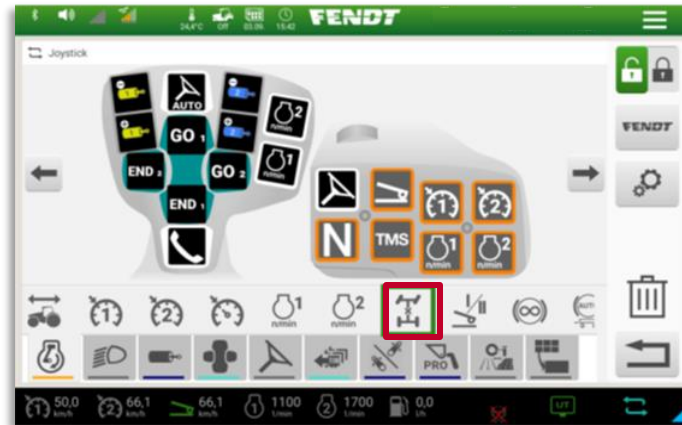 24,4°C OFF 03.09. 15:42 FENDT
Joystick
AUTO
2 n/min
GO 1
1 n/min
END 2 GO 2
END 1
1 2
N TMS 1 n/min 2 n/min
FENDT
1 2 1 n/min 2 n/min I/II AUTO
PRO
1 50,0 km/h 2 66,1 km/h 66,1 km/h 1 1100 1/min 2 1700 1/min 0,0 l/h UT